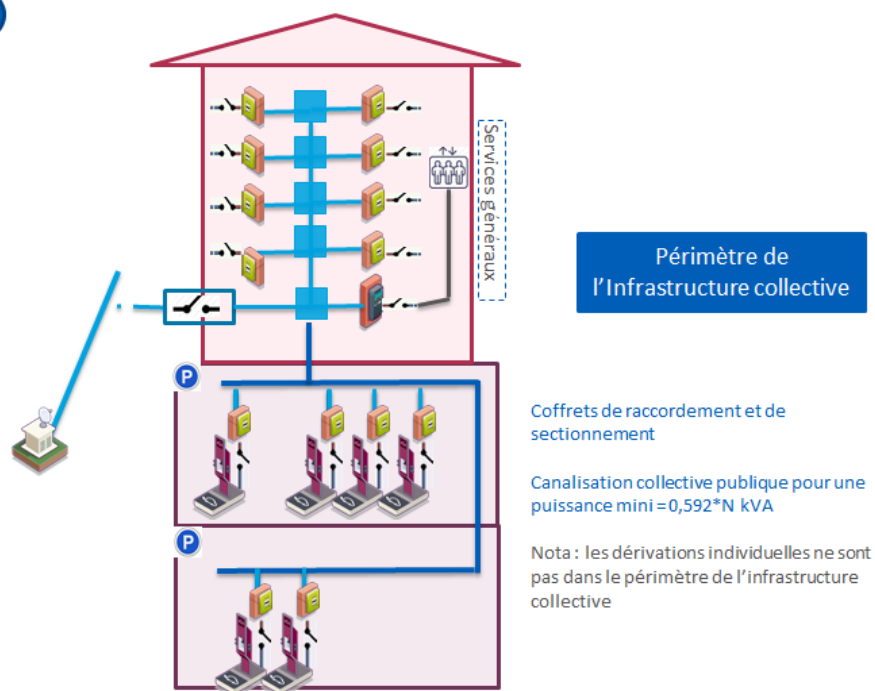 Services généraux
Périmètre de
l'Infrastructure collective
P
Coffrets de raccordement et de
sectionnement
Canalisation collective publique pour une
puissance mini = 0,592*N kVA
P
Nota : les dérivations individuelles ne sont
pas dans le périmètre de l'infrastructure
collective